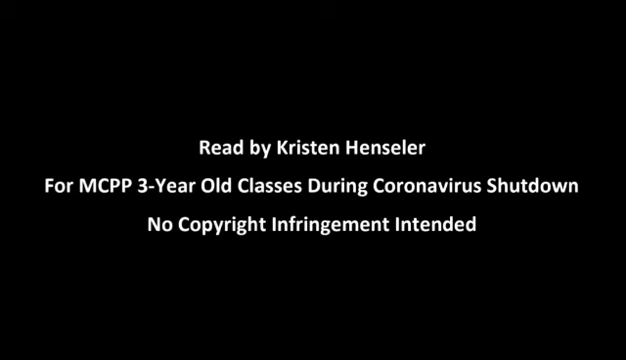 Read by Kristen Henseler
For MCPP 3-Year Old Classes During Coronavirus Shutdown
No Copyright Infringement Intended